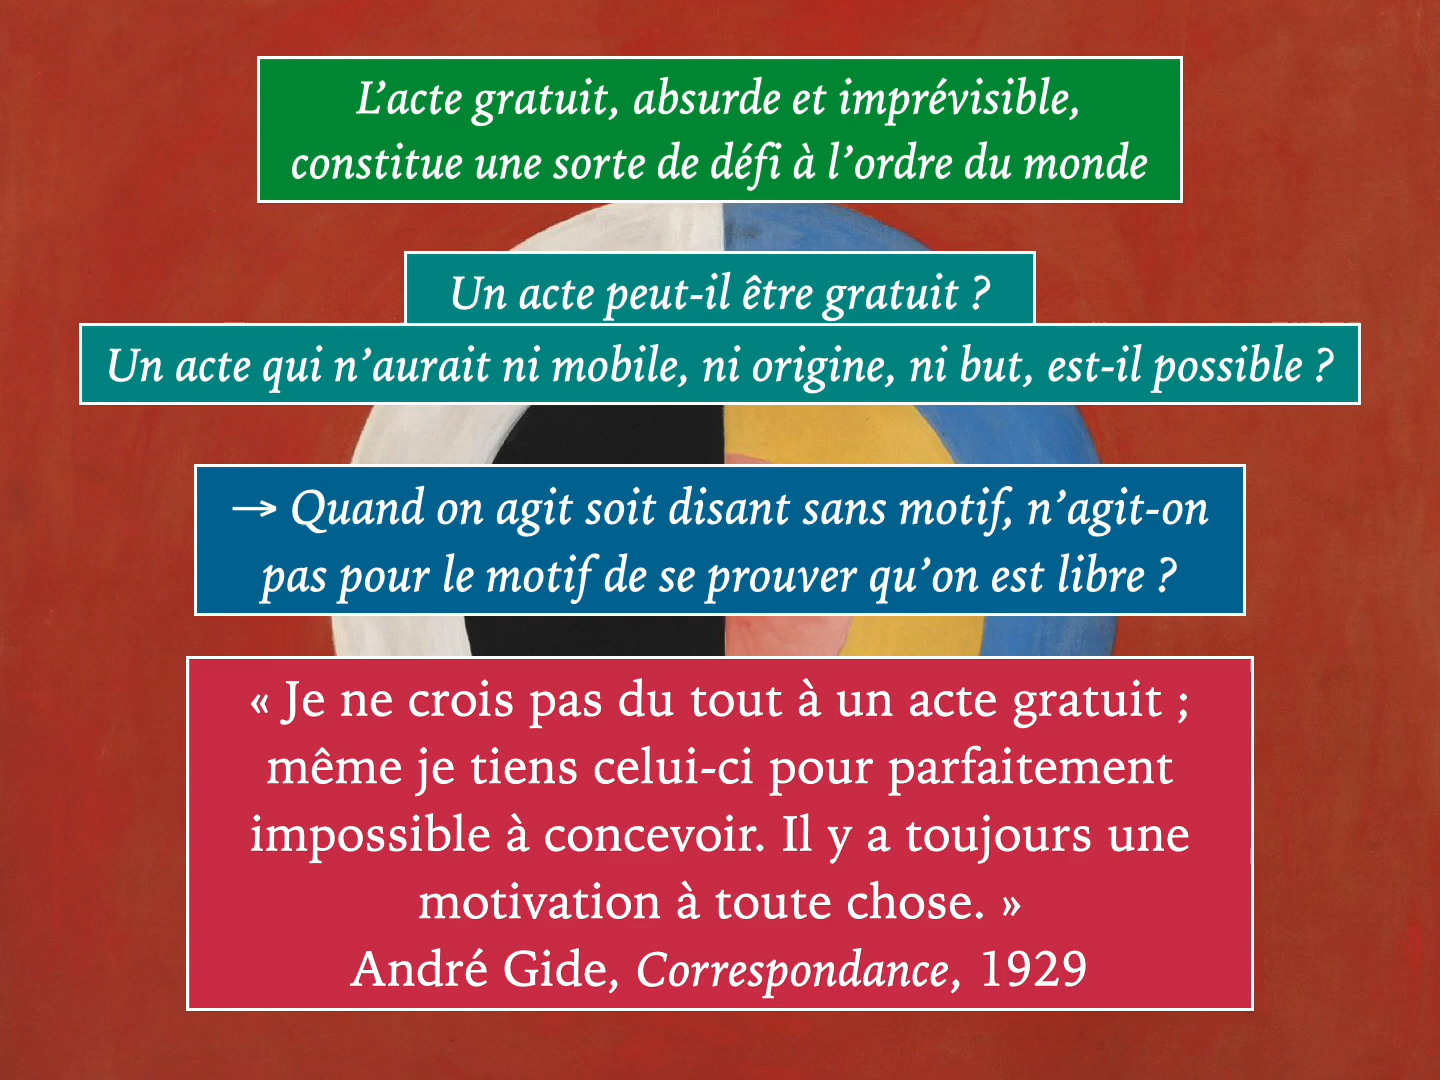 L’acte gratuit, absurde et imprévisible,
constitue une sorte de défi à l’ordre du monde
Un acte peut-il être gratuit ?
Un acte qui n’aurait ni mobile, ni origine, ni but, est-il possible ?
→ Quand on agit soit disant sans motif, n’agit-on
pas pour le motif de se prouver qu’on est libre ?
« Je ne crois pas du tout à un acte gratuit ;
même je tiens celui-ci pour parfaitement
impossible à concevoir. Il y a toujours une
motivation à toute chose. »
André Gide, Correspondance, 1929